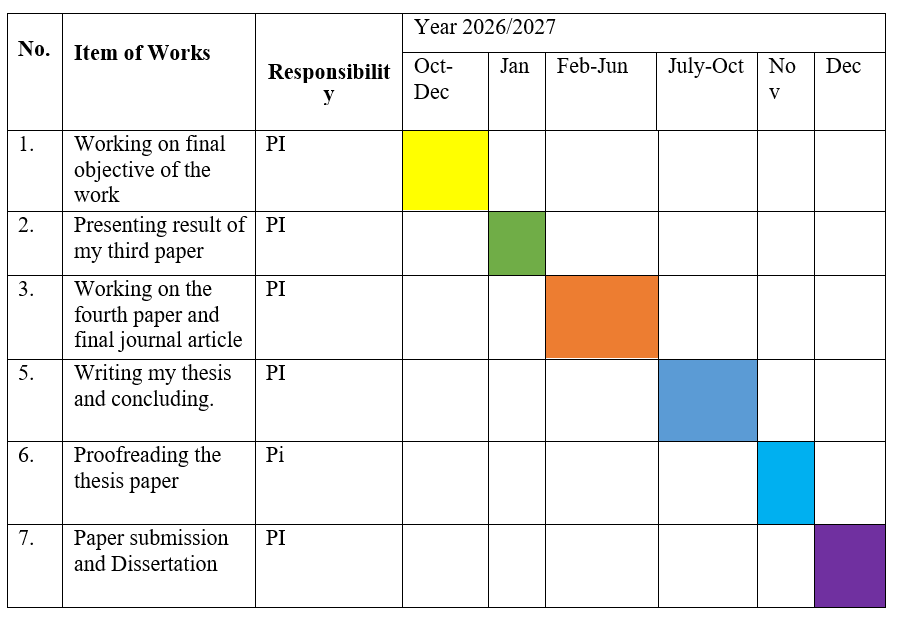 No.
Item of Works
Responsibilit
y
Year 2026/2027
Oct-
Dec
Jan
Feb-Jun
July-Oct
No
v
Dec
1.
Working on final
objective of the
work
PI
2.
Presenting result of
my third paper
PI
3.
Working on the
fourth paper and
final journal article
PI
5.
Writing my thesis
and concluding.
PI
6.
Proofreading the
thesis paper
Pi
7.
Paper submission
and Dissertation
PI